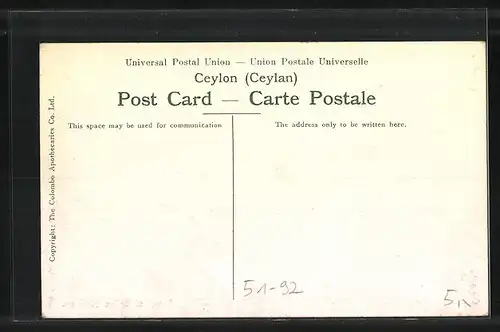 Universal Postal Union — Union Postale Universelle
Ceylon (Ceylan)
Post Card — Carte Postale
This space may be used for communication
The address only to be written here.
Copyright: The Colombo Apothecaries Co. Ltd.
51-92